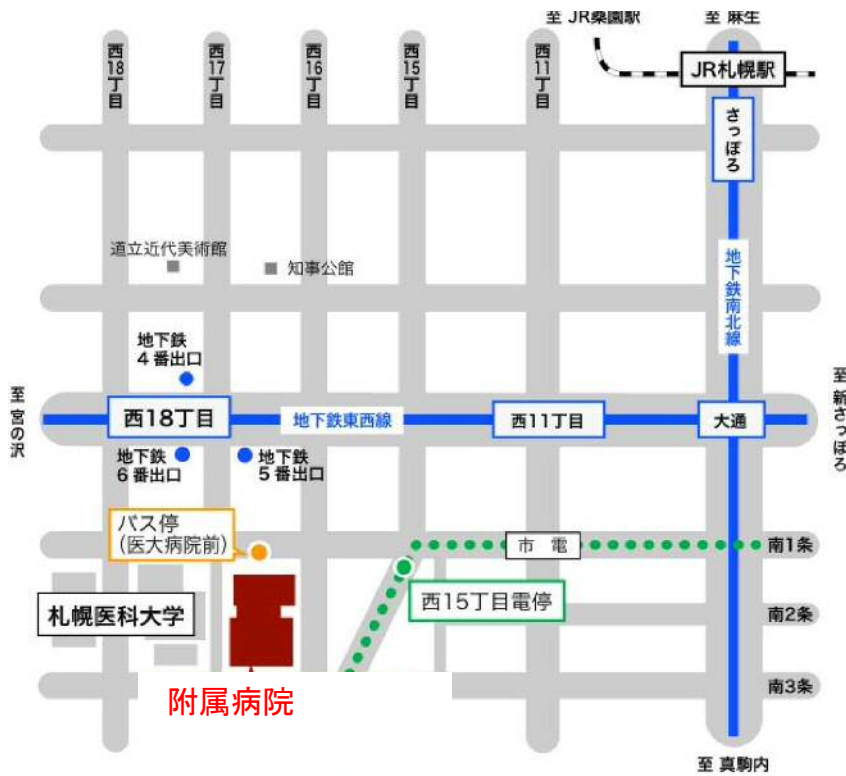 至 JR桑園駅
至 麻生
西18丁目
西17丁目
西16丁目
西15丁目
西11丁目
JR札幌駅
さっぽろ
道立近代美術館
知事公館
地下鉄南北線
地下鉄
4番出口
至 宮の沢
西18丁目
地下鉄東西線
西11丁目
大通
至 新さっぽろ
地下鉄
6番出口
地下鉄
5番出口
バス停
(医大病院前)
市電
南1条
札幌医科大学
西15丁目電停
南2条
附属病院
南3条
至 真駒内